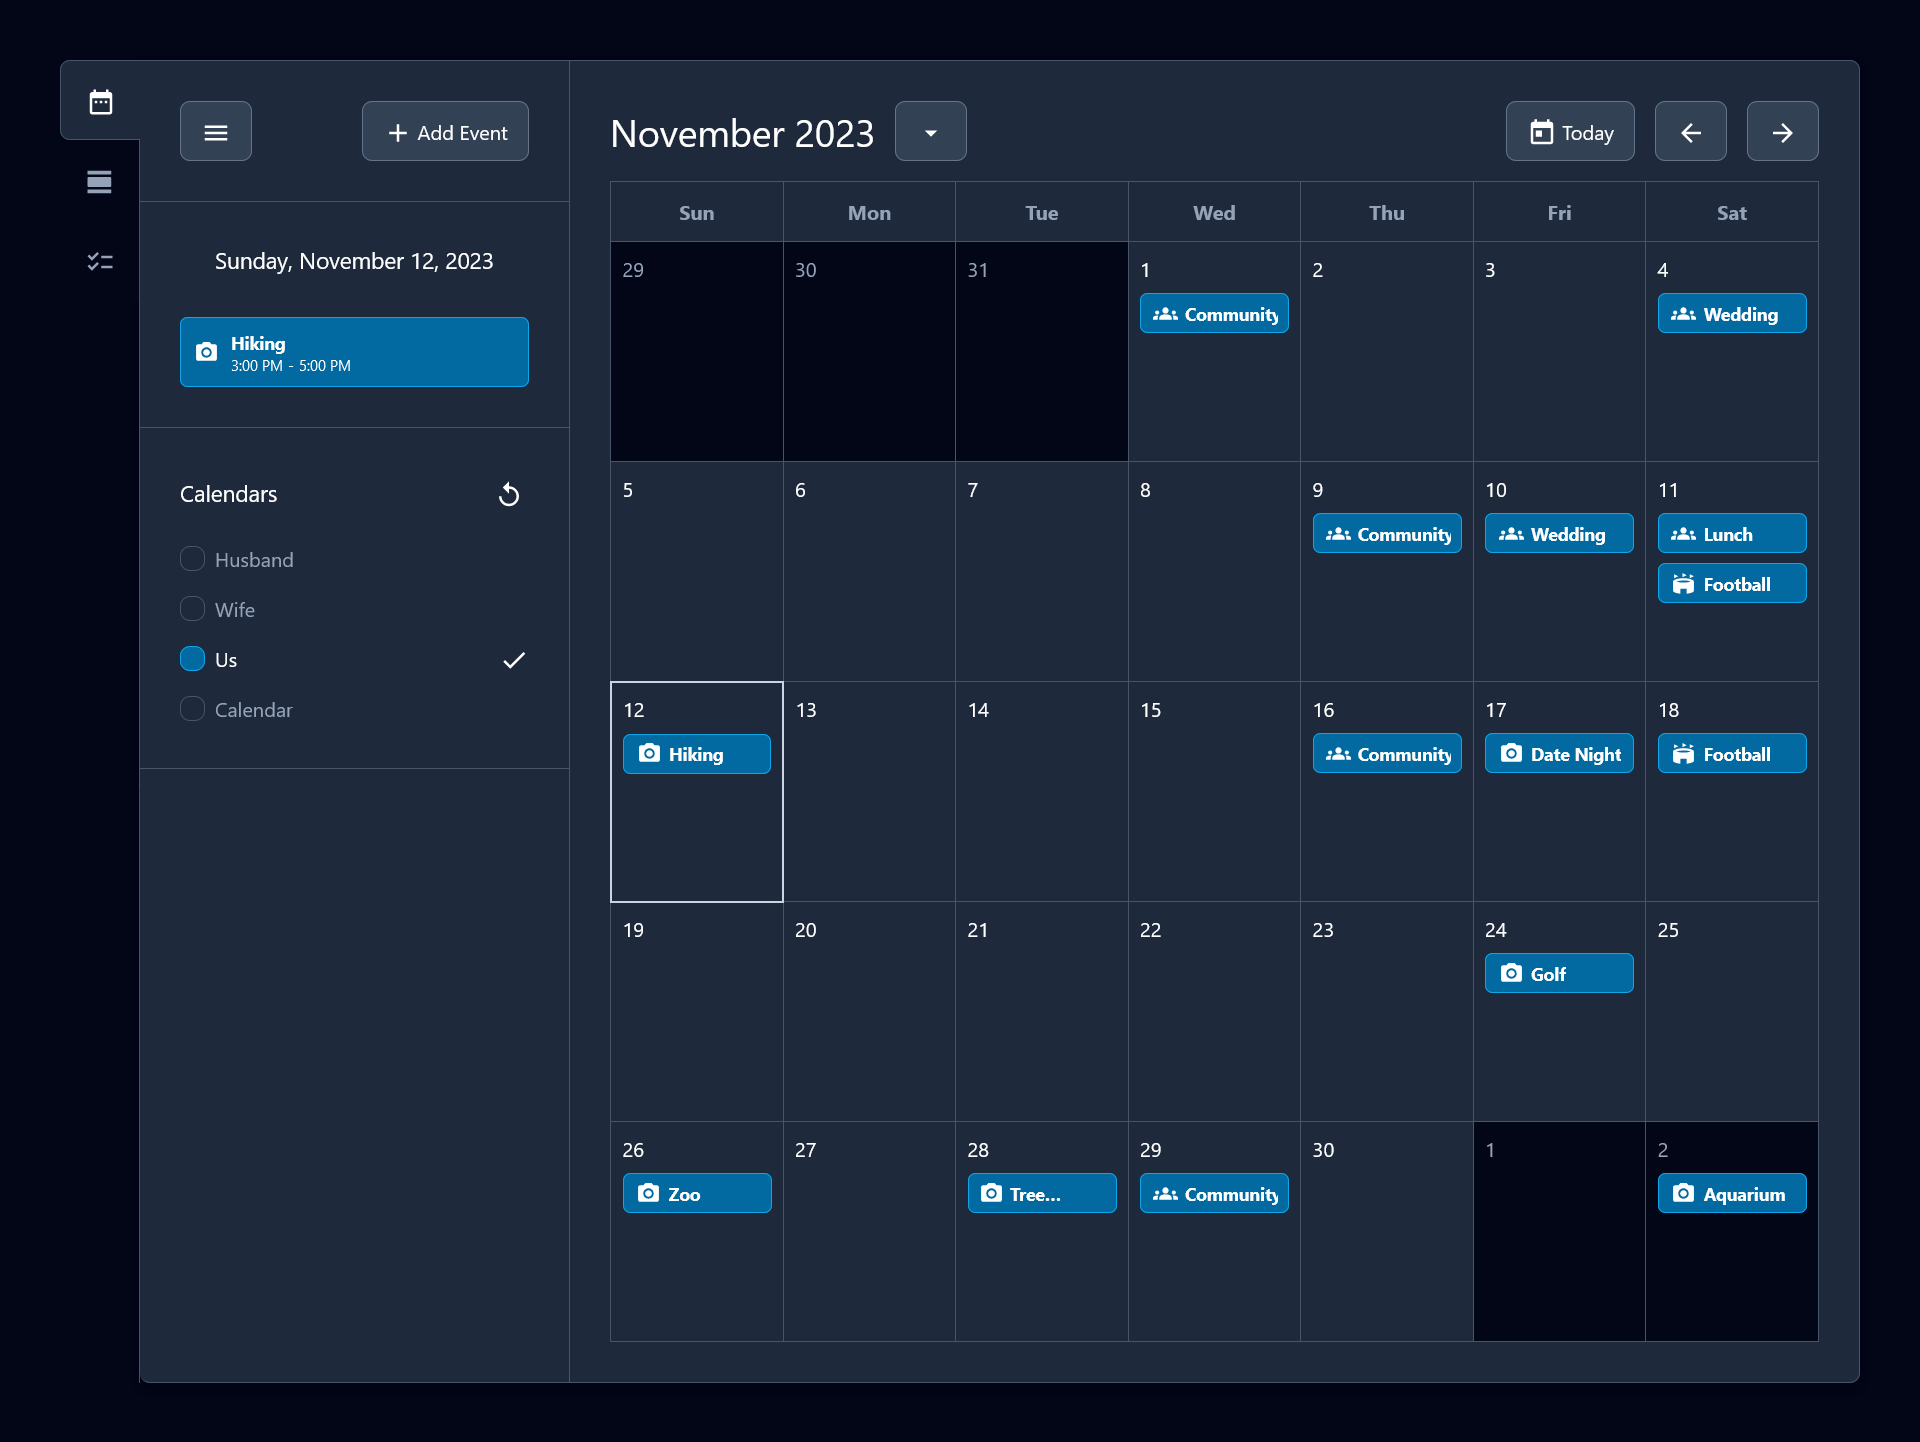 Add Event
Sunday, November 12, 2023
Hiking
3:00 PM - 5:00 PM
Calendars
Husband
Wife
Us
Calendar
November 2023
Today
Sun Mon Tue Wed Thu Fri Sat
29 30 31 1 2 3 4
Community Wedding
5 6 7 8 9 10 11
Community Wedding Lunch
Football
12 13 14 15 16 17 18
Hiking Community Date Night Football
19 20 21 22 23 24 25
Golf
26 27 28 29 30 1 2
Zoo Tree... Community Aquarium